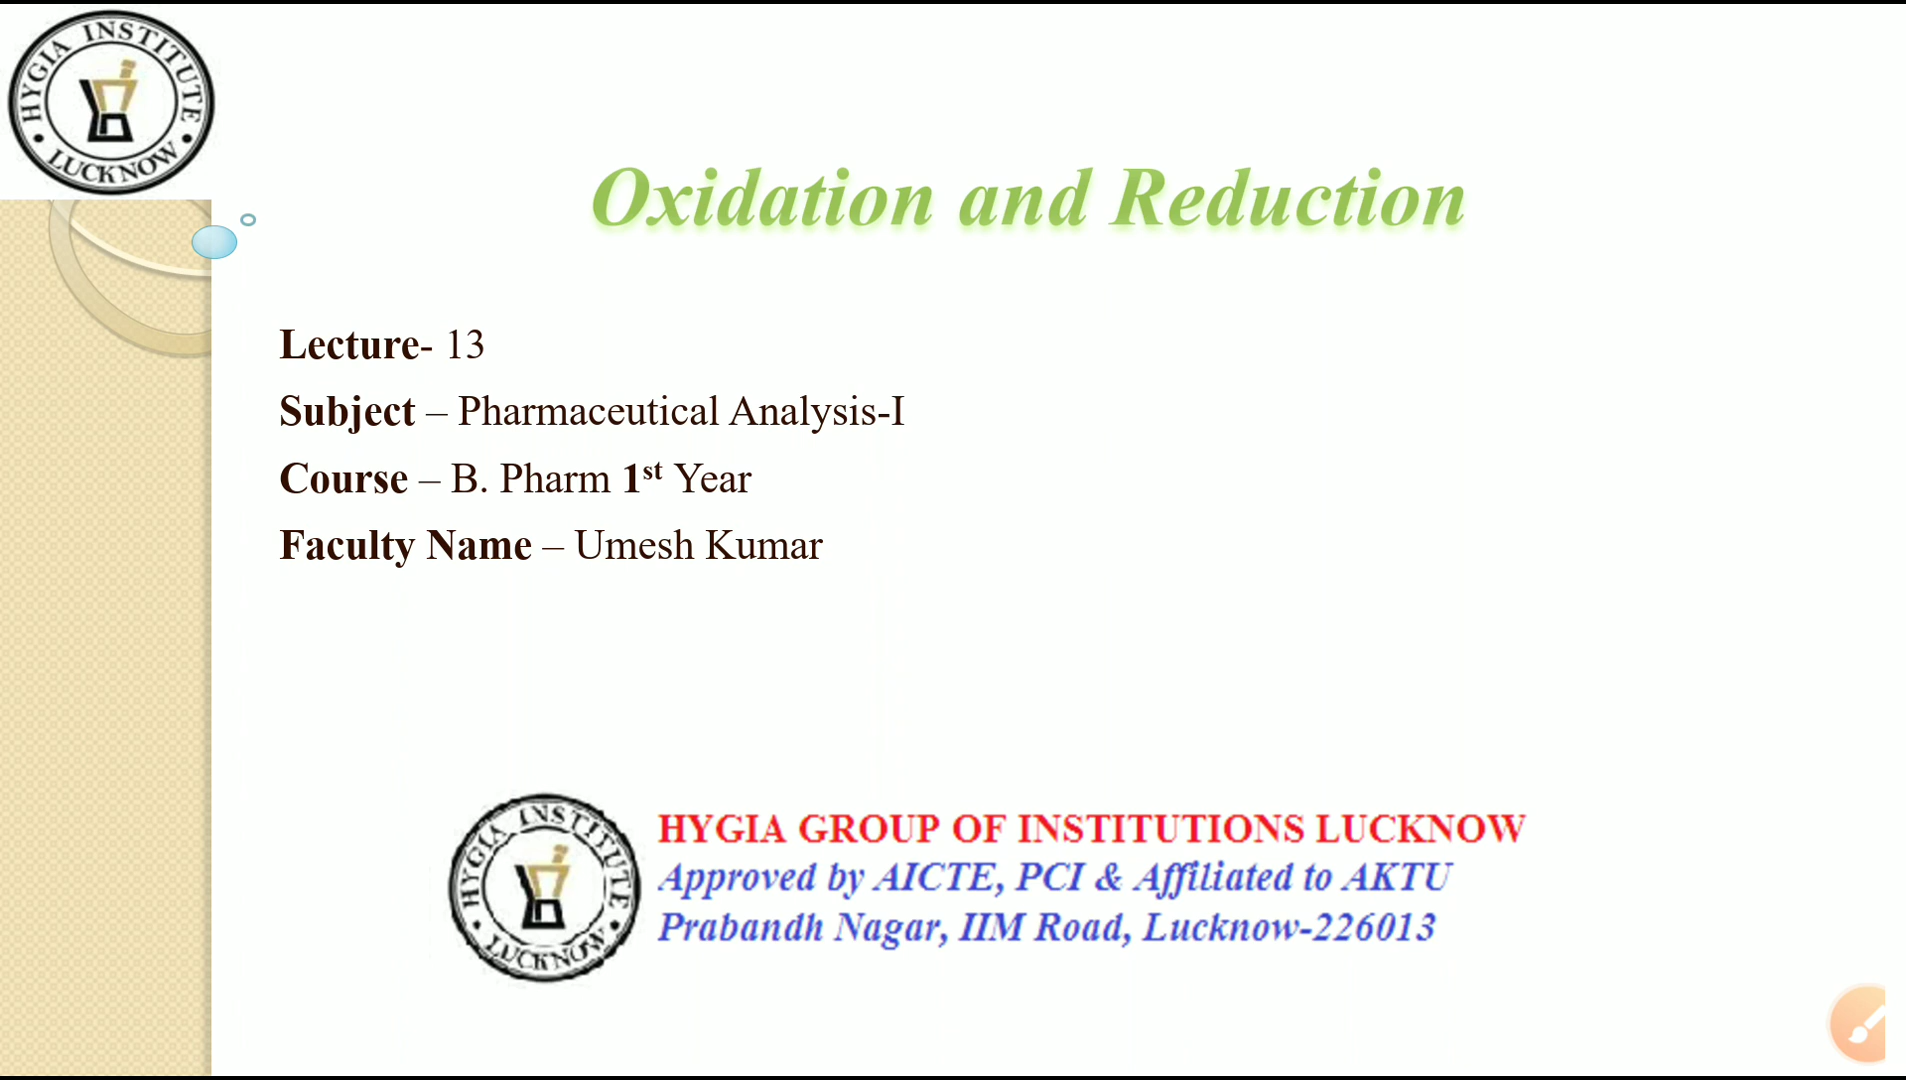 HYGIA INSTITUTE
LUCKNOW
Oxidation and Reduction
Lecture- 13
Subject – Pharmaceutical Analysis-I
Course – B. Pharm 1st Year
Faculty Name – Umesh Kumar
HYGIA INSTITUTE
LUCKNOW
HYGIA GROUP OF INSTITUTIONS LUCKNOW
Approved by AICTE, PCI & Affiliated to AKTU
Prabandh Nagar, IIM Road, Lucknow-226013